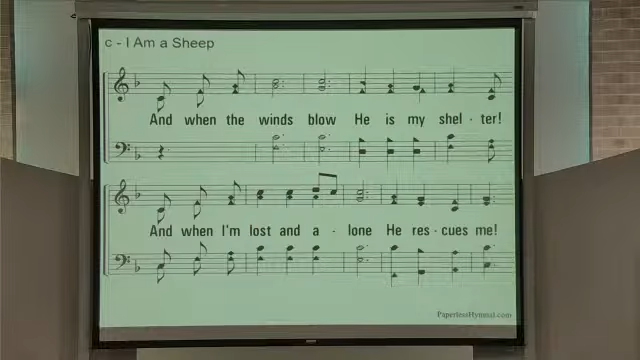 c - I Am a Sheep
And when the winds blow He is my shel - ter!
And when I'm lost and a - lone He res - cues me!
PaperlessHymnal.com